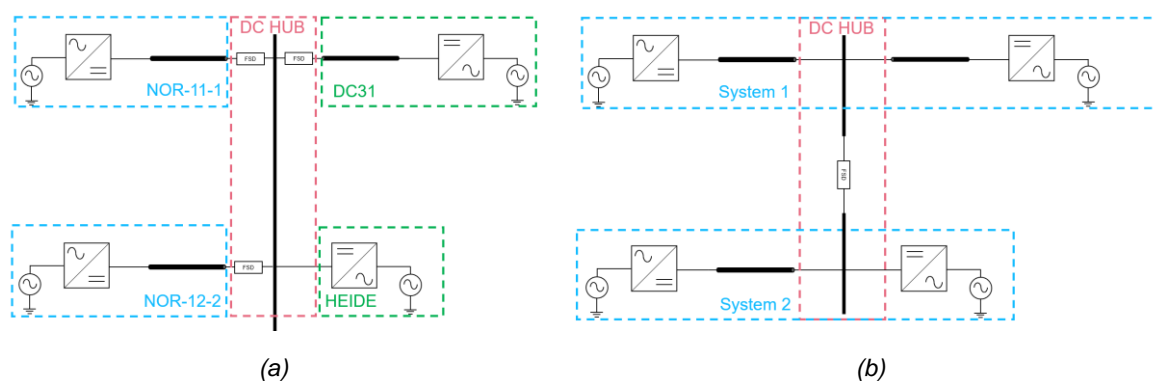 DC HUB
FSD
FSD
NOR-11-1
DC31
FSD
NOR-12-2
HEIDE
(a)
DC HUB
System 1
FSD
System 2
(b)